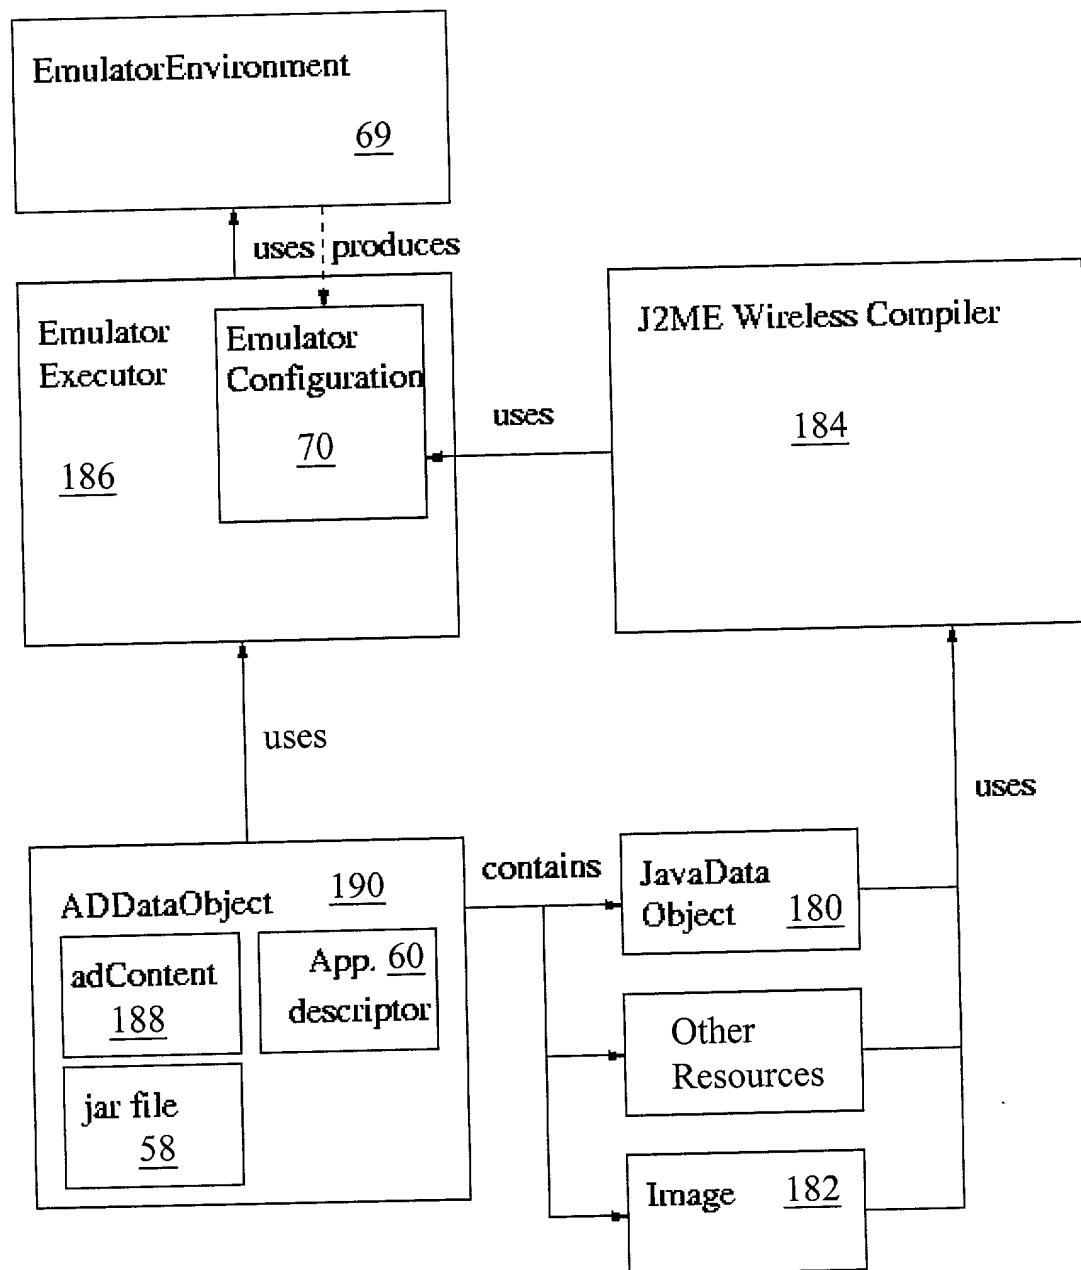 EmulatorEnvironment
69
uses produces
Emulator
Executor
186
Emulator
Configuration
70
uses
J2ME Wireless Compiler
184
uses
uses
ADDataObject 190
adContent
188
App. 60
descriptor
jar file
58
contains
JavaData
Object 180
Other
Resources
Image 182